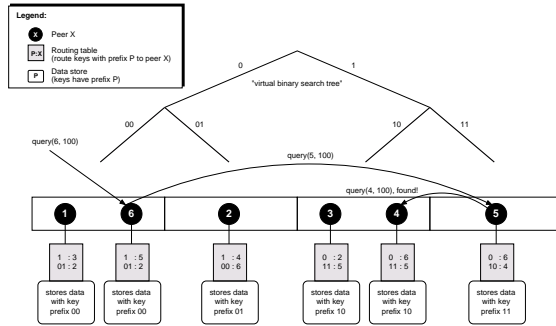 Legend:
X Peer X
P:X Routing table
(route keys with prefix P to peer X)
P Data store
(keys have prefix P)
0 1
"virtual binary search tree"
00 01 10 11
query(6, 100)
query(5, 100)
query(4, 100), found!
1 6 2 3 4 5
1 : 3 1 : 5 1 : 4 0 : 2 0 : 6 0 : 6
01 : 2 01 : 2 00 : 6 11 : 5 11 : 5 10 : 4
stores data stores data stores data stores data stores data stores data
with key with key with key with key with key with key
prefix 00 prefix 00 prefix 01 prefix 10 prefix 10 prefix 11